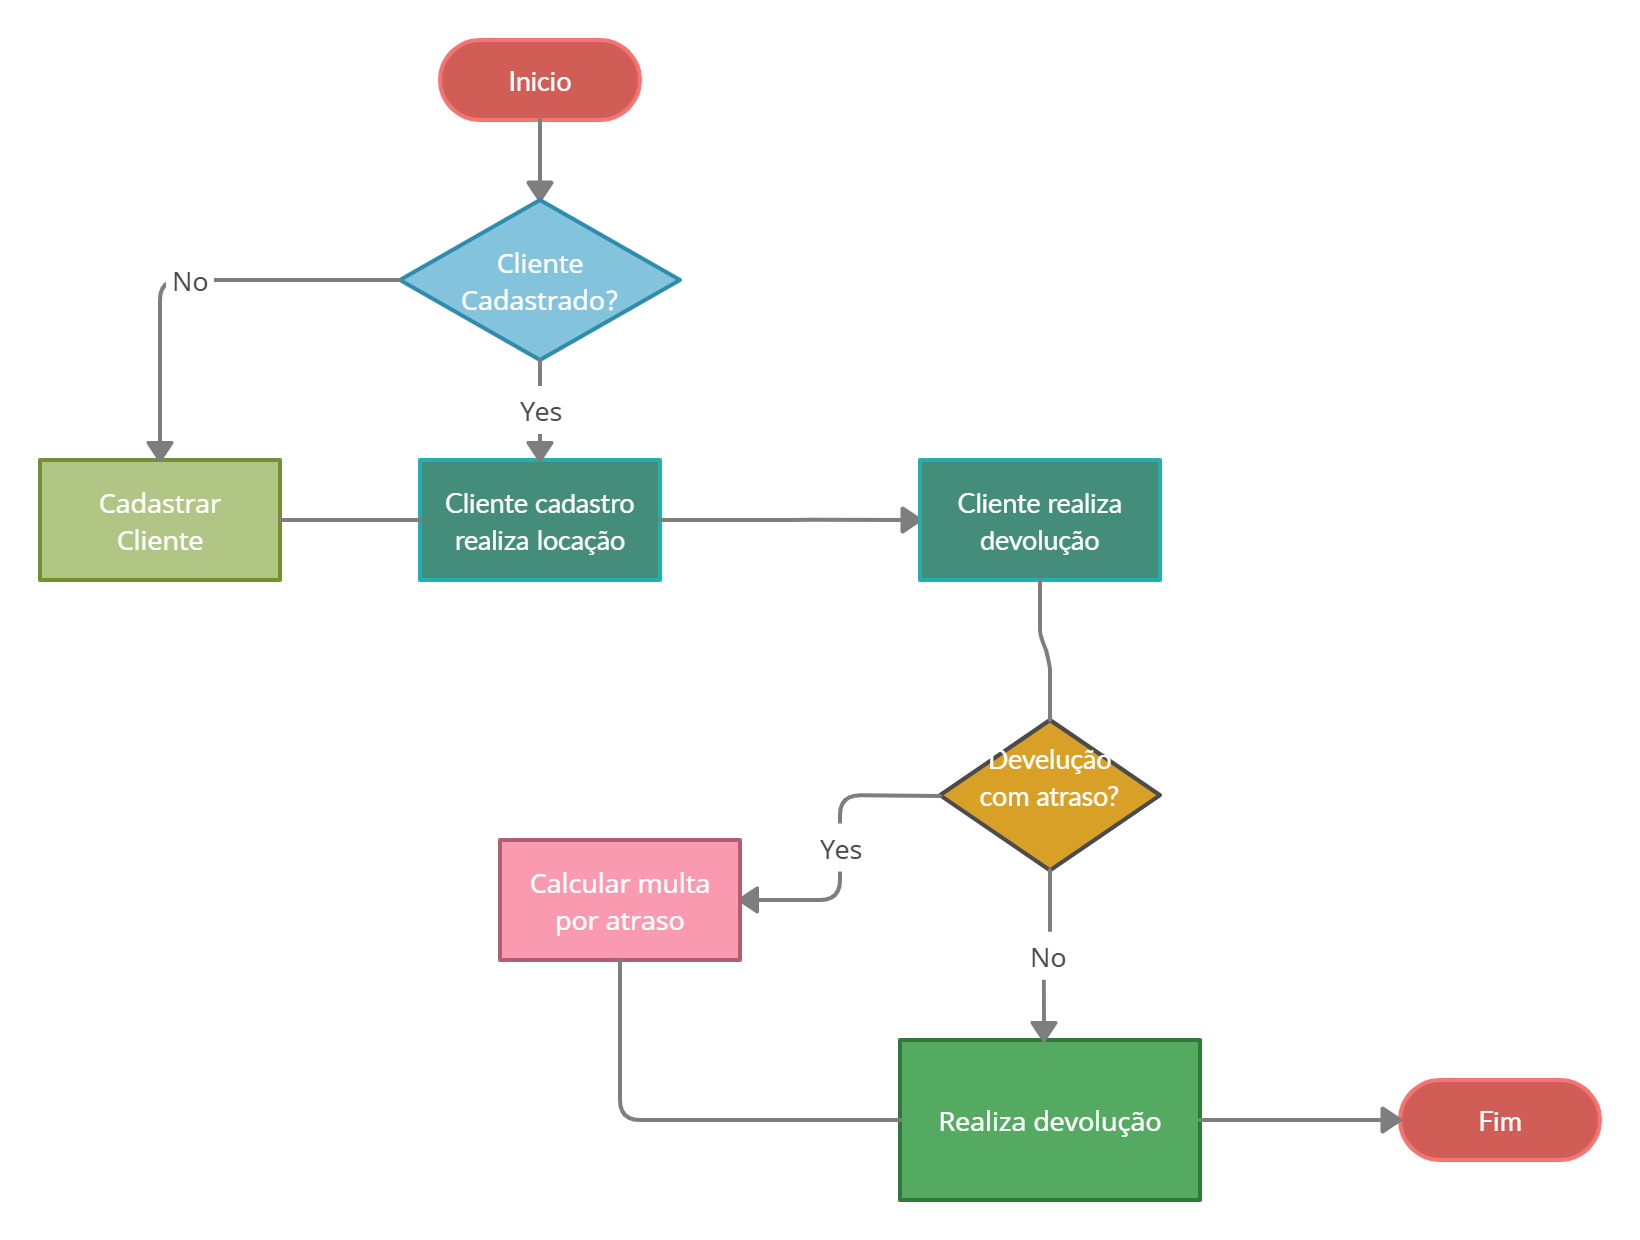 Inicio
Cliente
Cadastrado?
No
Yes
Cadastrar
Cliente
Cliente cadastro
realiza locação
Cliente realiza
devolução
Develução
com atraso?
Yes
Calcular multa
por atraso
No
Realiza devolução
Fim